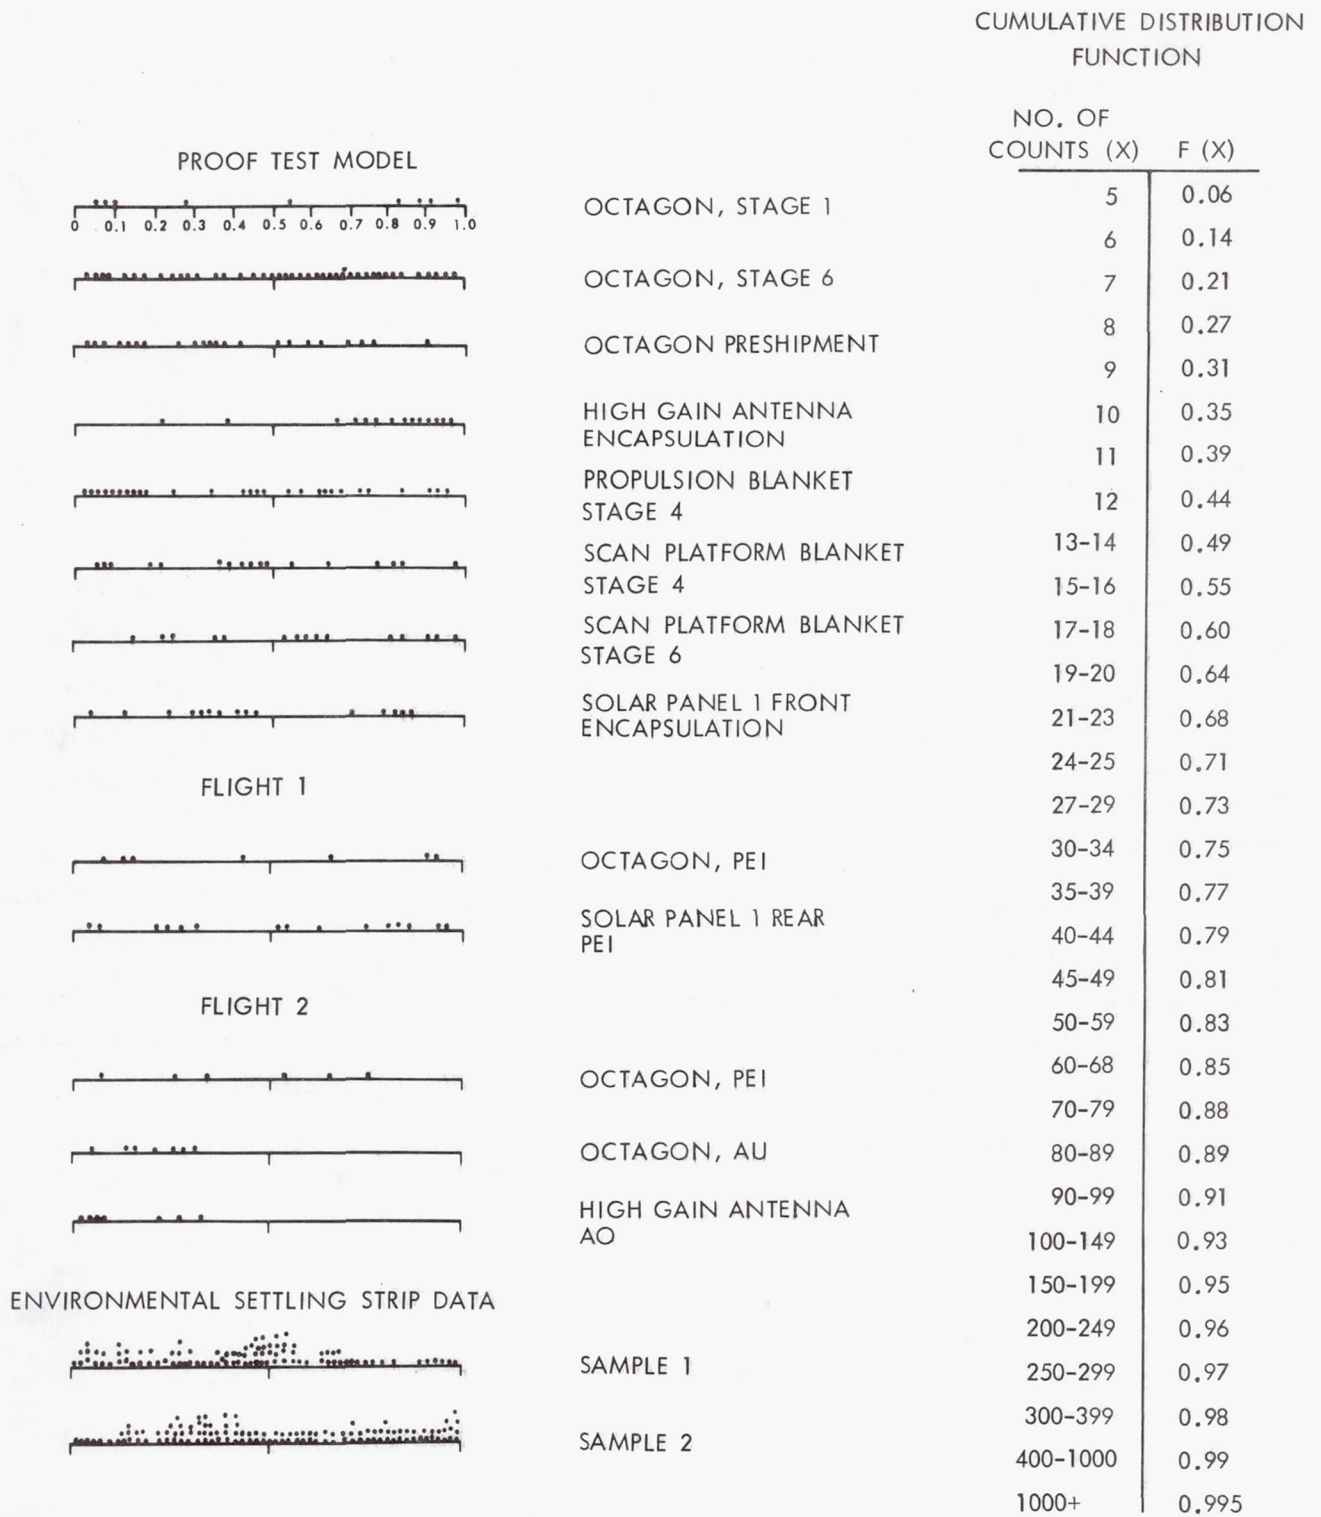 CUMULATIVE DISTRIBUTION
FUNCTION
NO. OF
COUNTS (X) F (X)
PROOF TEST MODEL
0 0.1 0.2 0.3 0.4 0.5 0.6 0.7 0.8 0.9 1.0
OCTAGON, STAGE 1
OCTAGON, STAGE 6
OCTAGON PRESHIPMENT
HIGH GAIN ANTENNA
ENCAPSULATION
PROPULSION BLANKET
STAGE 4
SCAN PLATFORM BLANKET
STAGE 4
SCAN PLATFORM BLANKET
STAGE 6
SOLAR PANEL 1 FRONT
ENCAPSULATION
FLIGHT 1
OCTAGON, PEI
SOLAR PANEL 1 REAR
PEI
FLIGHT 2
OCTAGON, PEI
OCTAGON, AU
HIGH GAIN ANTENNA
AO
ENVIRONMENTAL SETTLING STRIP DATA
SAMPLE 1
SAMPLE 2
5 0.06
6 0.14
7 0.21
8 0.27
9 0.31
10 0.35
11 0.39
12 0.44
13-14 0.49
15-16 0.55
17-18 0.60
19-20 0.64
21-23 0.68
24-25 0.71
27-29 0.73
30-34 0.75
35-39 0.77
40-44 0.79
45-49 0.81
50-59 0.83
60-68 0.85
70-79 0.88
80-89 0.89
90-99 0.91
100-149 0.93
150-199 0.95
200-249 0.96
250-299 0.97
300-399 0.98
400-1000 0.99
1000+ 0.995